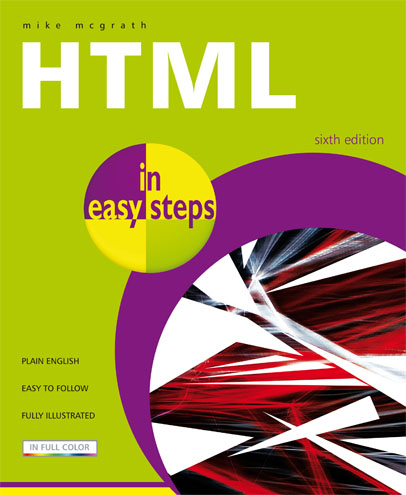 mike mcgrath
HTML
sixth edition
in
easy steps
PLAIN ENGLISH
EASY TO FOLLOW
FULLY ILLUSTRATED
IN FULL COLOR